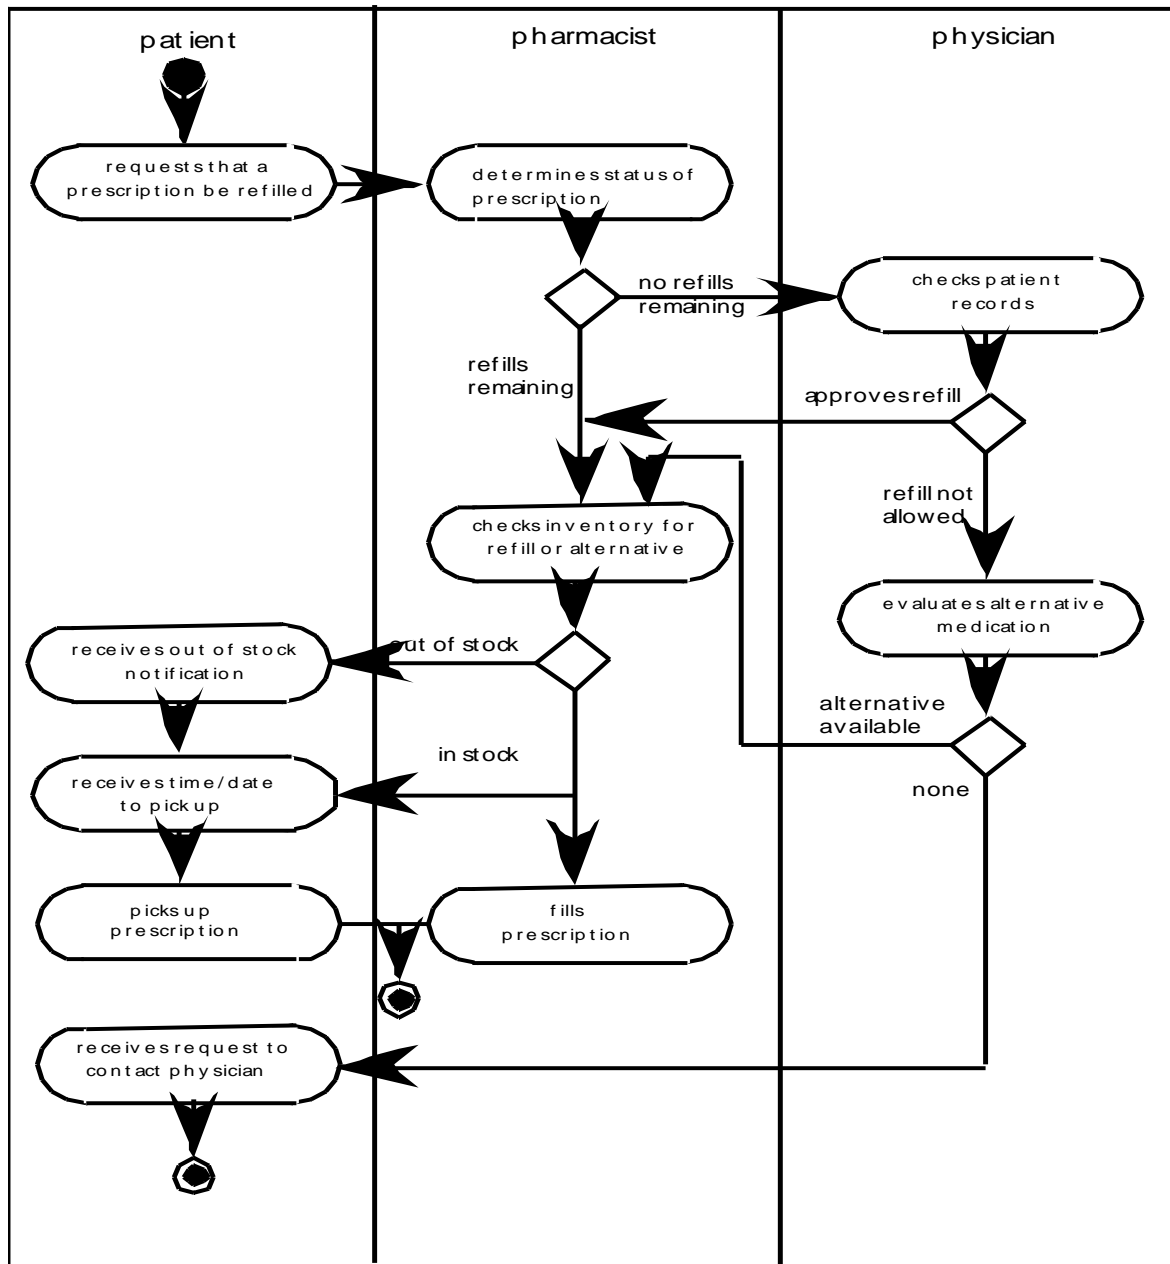 patient
pharmacist
physician
requests that a
prescription be refilled
determines status of
prescription
no refills
remaining
checks patient
records
refills
remaining
approves refill
refill not
allowed
checks inventory for
refill or alternative
evaluates alternative
medication
receives out of stock
notification
out of stock
alternative
available
in stock
none
receives time/date
to pickup
picks up
prescription
fills
prescription
receives request to
contact physician